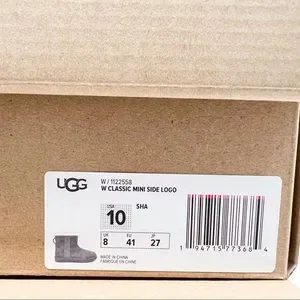 UGG
W / 1122558
W CLASSIC MINI SIDE LOGO
USA
10
SHA
UK EU JP
8 41 27
MADE IN CHINA
FABRIQUÉ EN CHINE
1 94715 77368 4